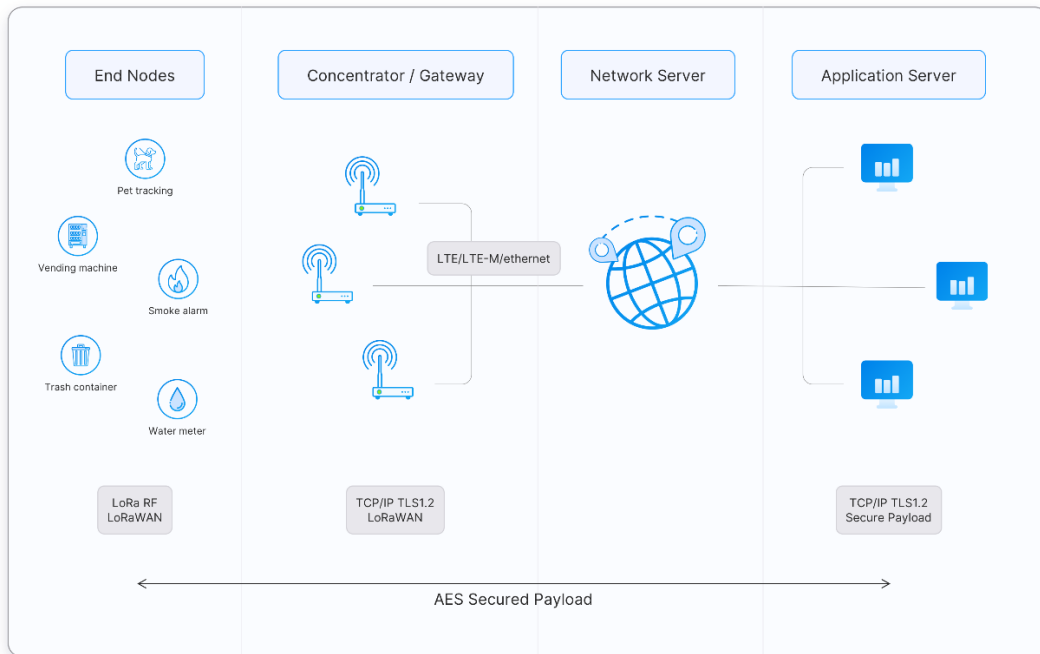 End Nodes
Concentrator / Gateway
Network Server
Application Server
Pet tracking
Vending machine
Smoke alarm
Trash container
Water meter
LTE/LTE-M/ethernet
LoRa RF
LoRaWAN
TCP/IP TLS1.2
LoRaWAN
TCP/IP TLS1.2
Secure Payload
AES Secured Payload